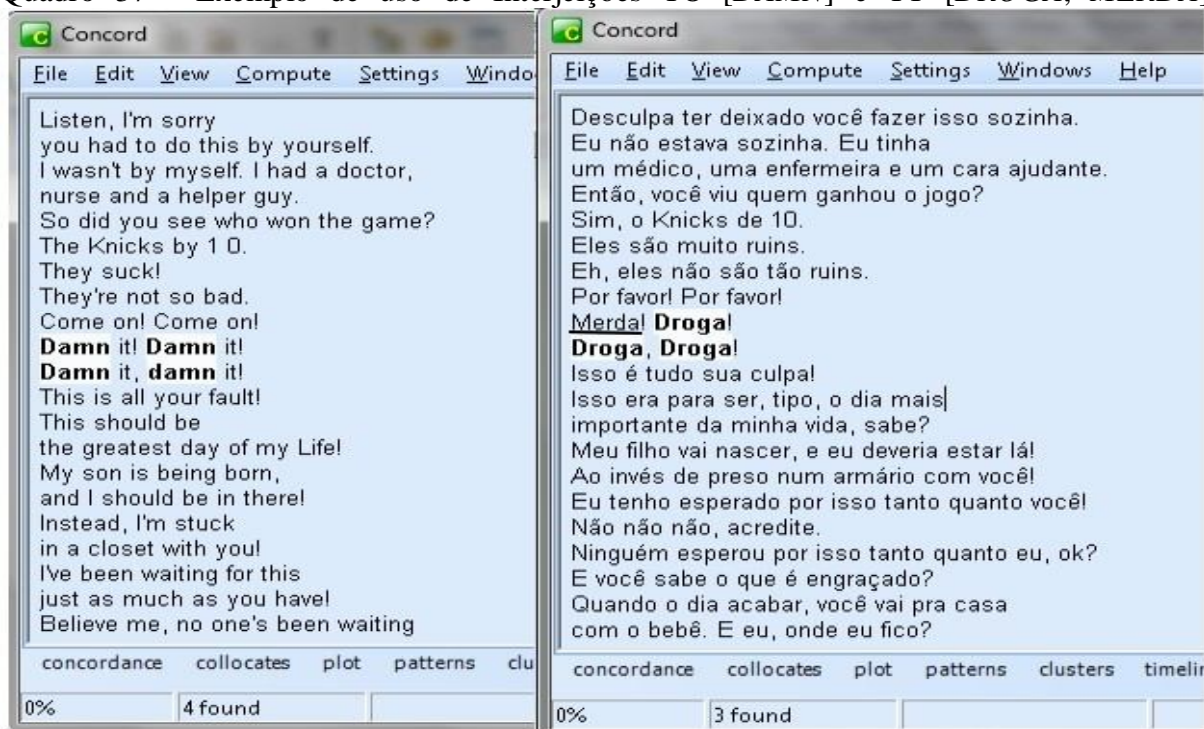 Concord
File Edit View Compute Settings Windo
Listen, I'm sorry
you had to do this by yourself.
I wasn't by myself. I had a doctor,
nurse and a helper guy.
So did you see who won the game?
The Knicks by 1 0.
They suck!
They're not so bad.
Come on! Come on!
Damn it! Damn it!
Damn it, damn it!
This is all your fault!
This should be
the greatest day of my Life!
My son is being born,
and I should be in there!
Instead, I'm stuck
in a closet with you!
I've been waiting for this
just as much as you have!
Believe me, no one's been waiting
concordance collocates plot patterns clu
0% 4 found
Concord
File Edit View Compute Settings Windows Help
Desculpa ter deixado você fazer isso sozinha.
Eu não estava sozinha. Eu tinha
um médico, uma enfermeira e um cara ajudante.
Então, você viu quem ganhou o jogo?
Sim, o Knicks de 10.
Eles são muito ruins.
Eh, eles não são tão ruins.
Por favor! Por favor!
Merda! Droga!
Droga, Droga!
Isso é tudo sua culpa!
Isso era para ser, tipo, o dia mais
importante da minha vida, sabe?
Meu filho vai nascer, e eu deveria estar lá!
Ao invés de preso num armário com você!
Eu tenho esperado por isso tanto quanto você!
Não não não, acredite.
Ninguém esperou por isso tanto quanto eu, ok?
E você sabe o que é engraçado?
Quando o dia acabar, você vai pra casa
com o bebê. E eu, onde eu fico?
concordance collocates plot patterns clusters timelin
0% 3 found